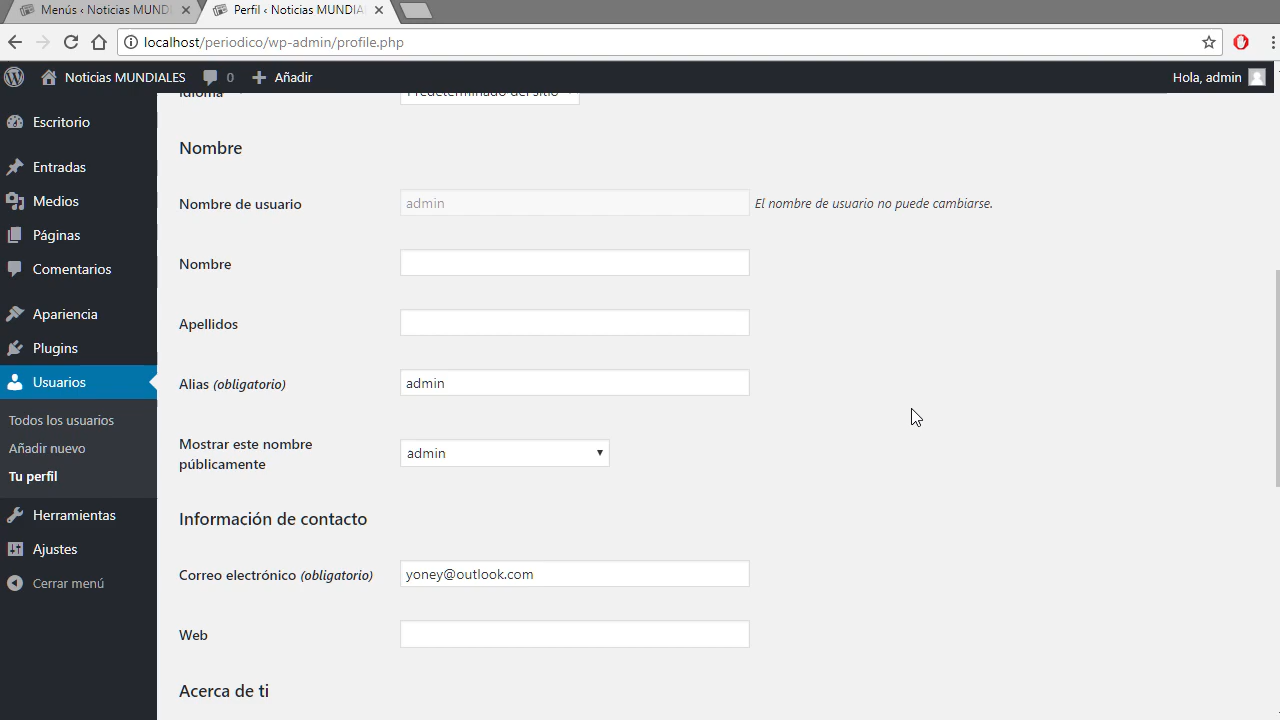 Menús ‹ Noticias MUNDI
Perfil ‹ Noticias MUNDIA
localhost/periodico/wp-admin/profile.php
Noticias MUNDIALES
0
Añadir
Hola, admin
Idioma
Predeterminado del sitio
Escritorio
Entradas
Medios
Páginas
Comentarios
Apariencia
Plugins
Usuarios
Todos los usuarios
Añadir nuevo
Tu perfil
Herramientas
Ajustes
Cerrar menú
Nombre
Nombre de usuario
admin
El nombre de usuario no puede cambiarse.
Nombre
Apellidos
Alias (obligatorio)
admin
Mostrar este nombre
públicamente
admin
Información de contacto
Correo electrónico (obligatorio)
yoney@outlook.com
Web
Acerca de ti